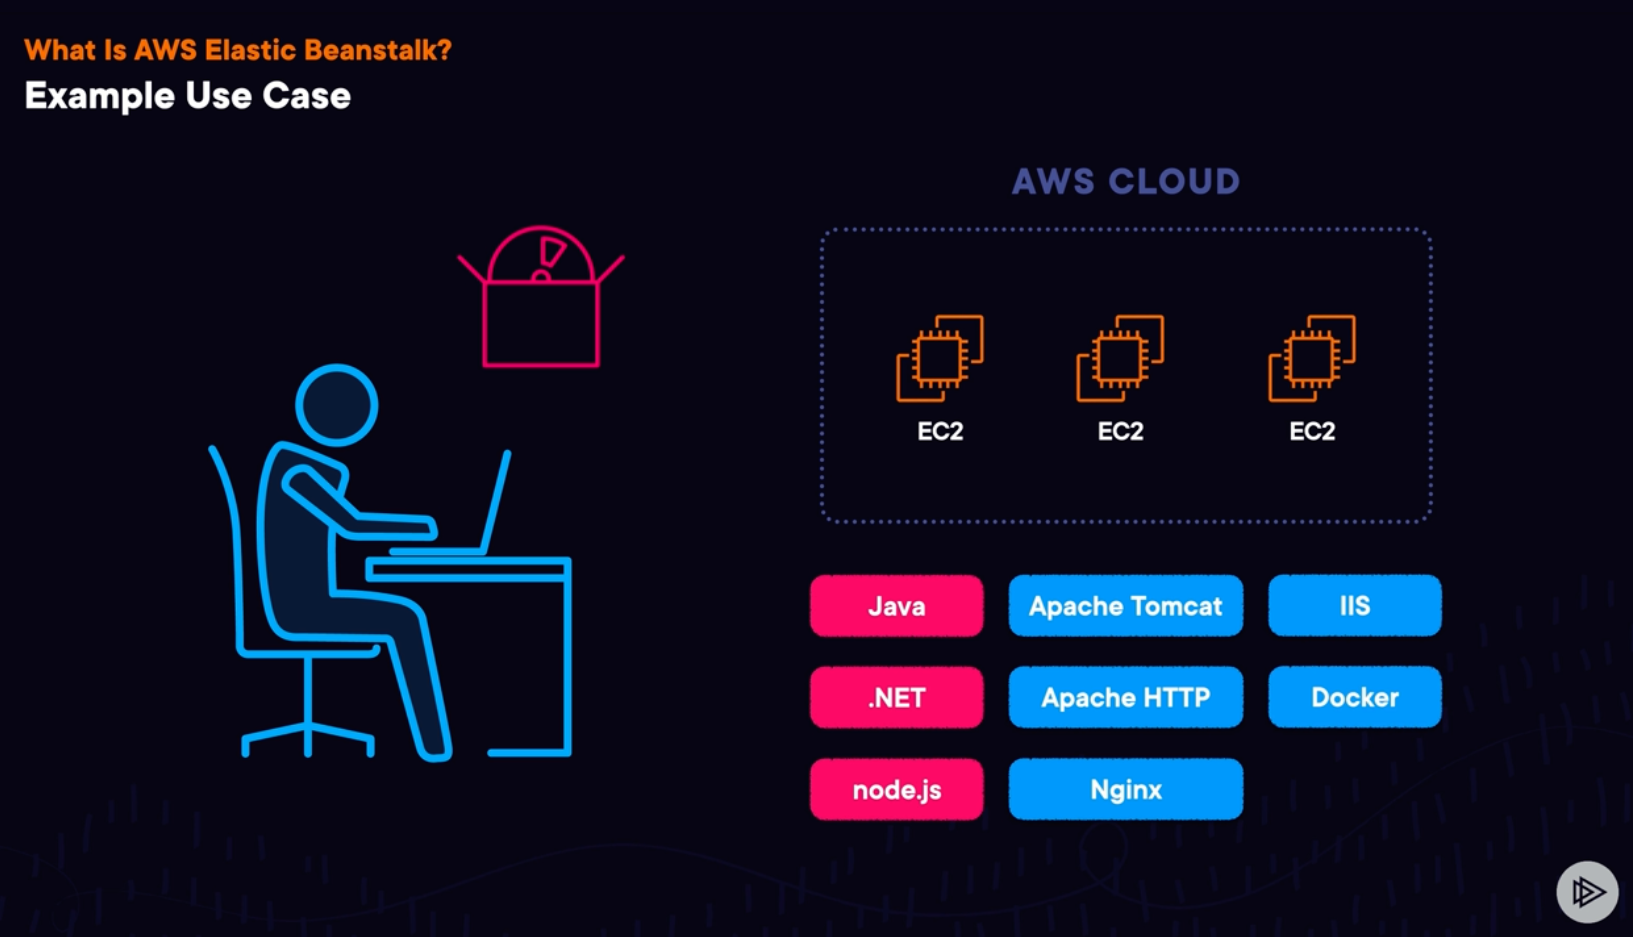 What Is AWS Elastic Beanstalk?
Example Use Case
AWS CLOUD
EC2
EC2
EC2
Java
Apache Tomcat
IIS
.NET
Apache HTTP
Docker
node.js
Nginx